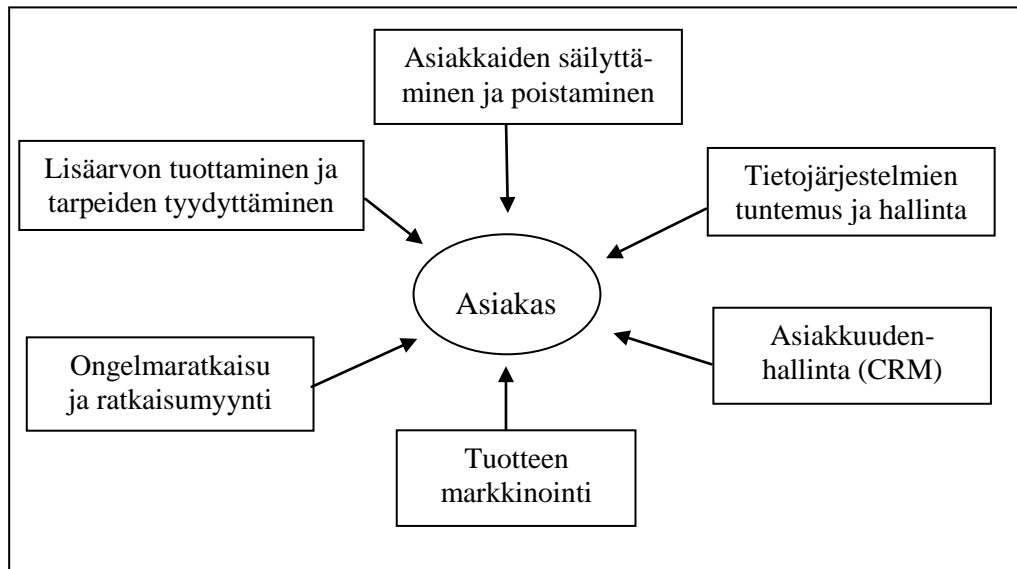 Asiakkaiden säilyttä-
minen ja poistaminen
Lisäarvon tuottaminen ja
tarpeiden tyydyttäminen
Tietojärjestelmien
tuntemus ja hallinta
Asiakas
Ongelmaratkaisu
ja ratkaisumyynti
Asiakkuuden-
hallinta (CRM)
Tuotteen
markkinointi